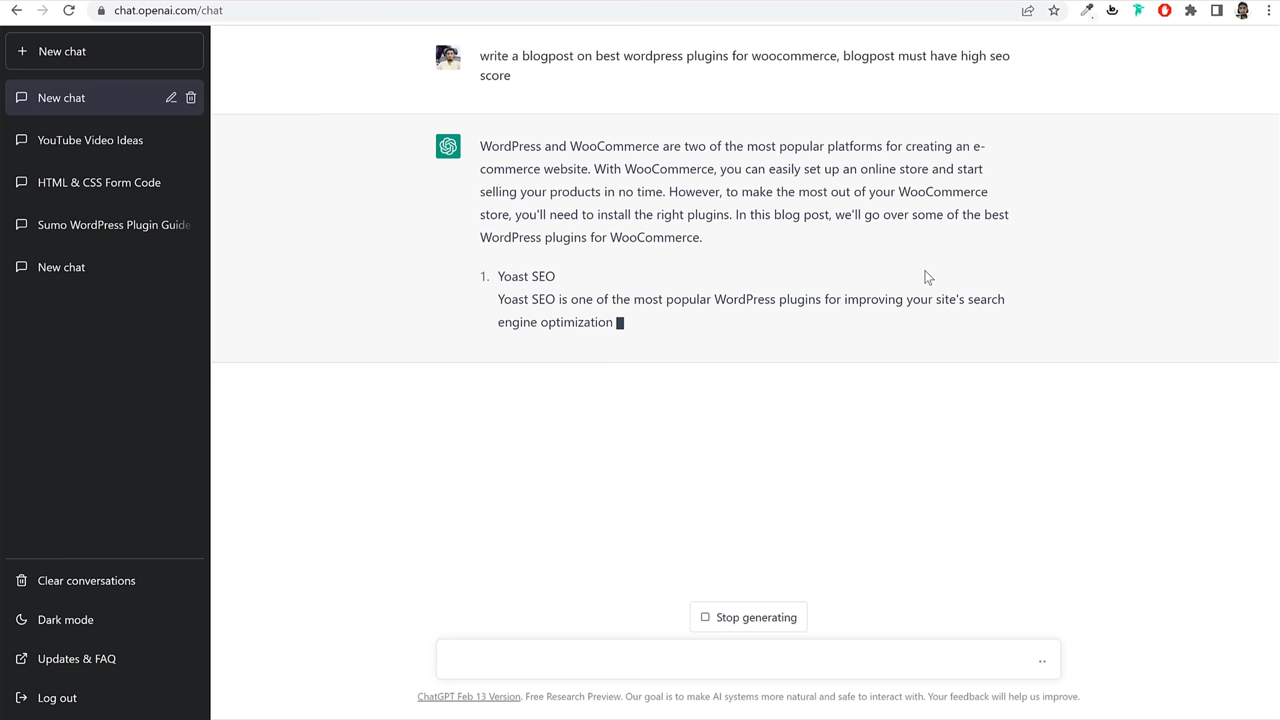 chat.openai.com/chat
New chat
New chat
YouTube Video Ideas
HTML & CSS Form Code
Sumo WordPress Plugin Guide
New chat
Clear conversations
Dark mode
Updates & FAQ
Log out
write a blogpost on best wordpress plugins for woocommerce, blogpost must have high seo
score
WordPress and WooCommerce are two of the most popular platforms for creating an e-
commerce website. With WooCommerce, you can easily set up an online store and start
selling your products in no time. However, to make the most out of your WooCommerce
store, you'll need to install the right plugins. In this blog post, we'll go over some of the best
WordPress plugins for WooCommerce.
1. Yoast SEO
Yoast SEO is one of the most popular WordPress plugins for improving your site's search
engine optimization
Stop generating
ChatGPT Feb 13 Version. Free Research Preview. Our goal is to make AI systems more natural and safe to interact with. Your feedback will help us improve.